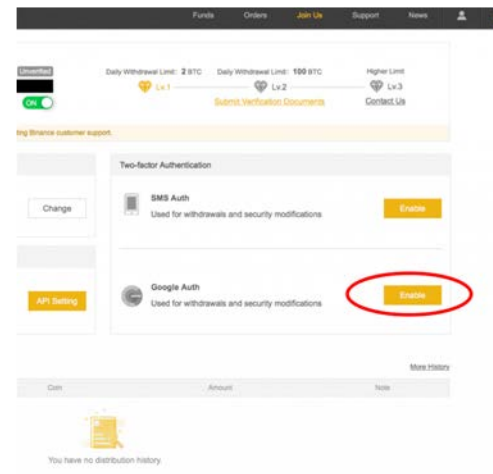 Funds Orders Join Us Support News
Unverified
Daily Withdrawal Limit: 2 BTC Daily Withdrawal Limit: 100 BTC Higher Limit
Lv.1 Lv.2 Lv.3
ON
Submit Verification Documents Contact Us
ting Binance customer support.
Two-factor Authentication
SMS Auth
Change
Used for withdrawals and security modifications
Enable
Google Auth
API Setting
Used for withdrawals and security modifications
Enable
More History
Coin Amount Note
You have no distribution history.